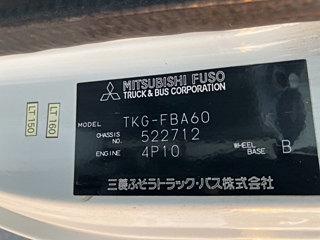 MITSUBISHI FUSO
TRUCK & BUS CORPORATION
MODEL TKG-FBA60
CHASSIS NO. 522712
ENGINE 4P10 WHEEL BASE B
三菱ふそうトラック・バス株式会社
LT150
LT160